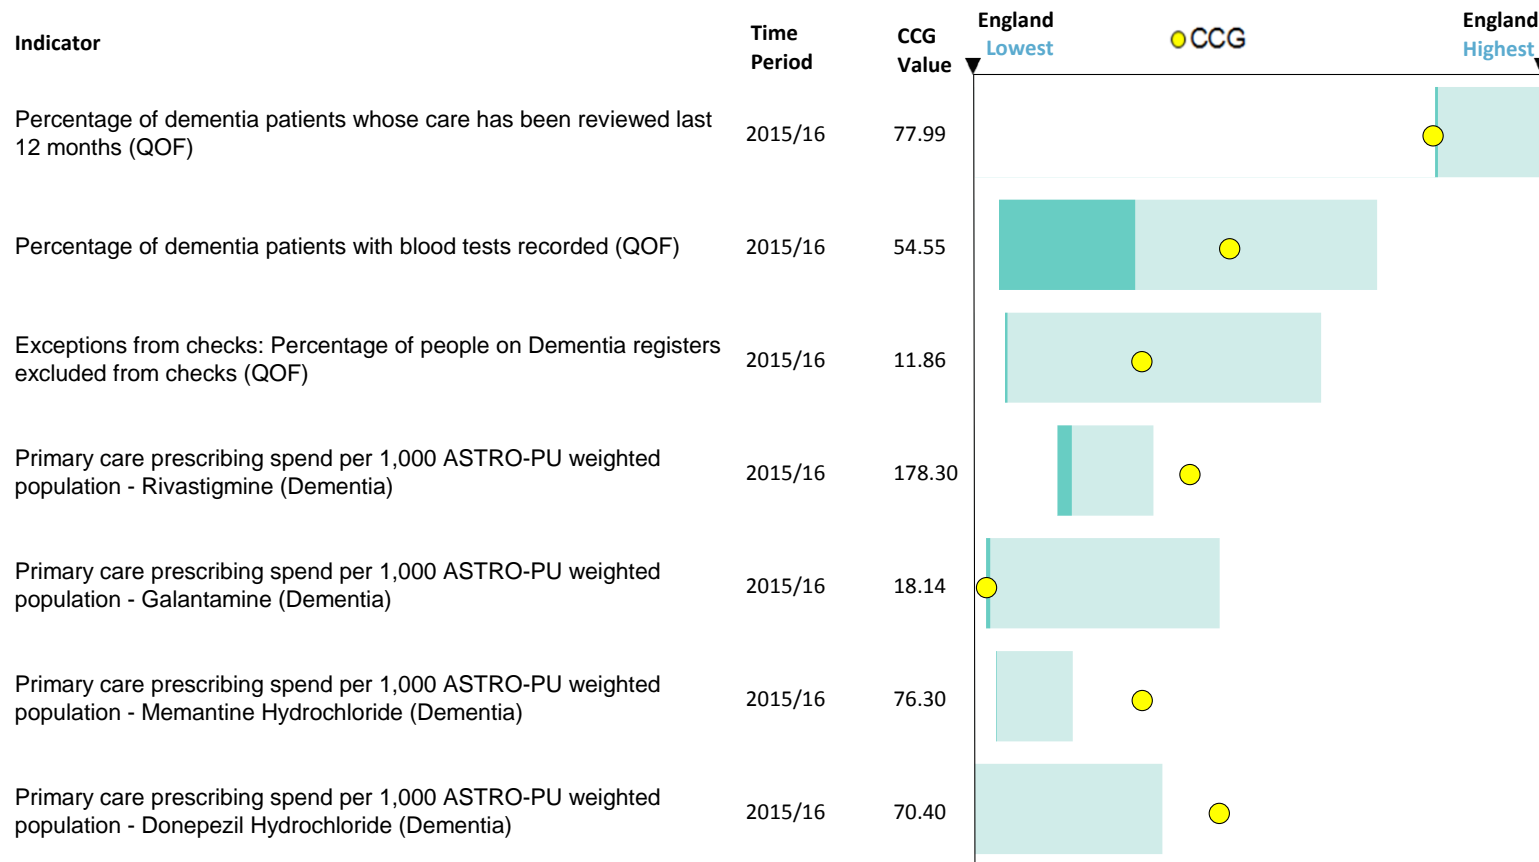 Indicator
Time
Period
CCG
Value
England
Lowest
CCG
England
Highest
Percentage of dementia patients whose care has been reviewed last
12 months (QOF)
2015/16
77.99
Percentage of dementia patients with blood tests recorded (QOF)
2015/16
54.55
Exceptions from checks: Percentage of people on Dementia registers
excluded from checks (QOF)
2015/16
11.86
Primary care prescribing spend per 1,000 ASTRO-PU weighted
population - Rivastigmine (Dementia)
2015/16
178.30
Primary care prescribing spend per 1,000 ASTRO-PU weighted
population - Galantamine (Dementia)
2015/16
18.14
Primary care prescribing spend per 1,000 ASTRO-PU weighted
population - Memantine Hydrochloride (Dementia)
2015/16
76.30
Primary care prescribing spend per 1,000 ASTRO-PU weighted
population - Donepezil Hydrochloride (Dementia)
2015/16
70.40